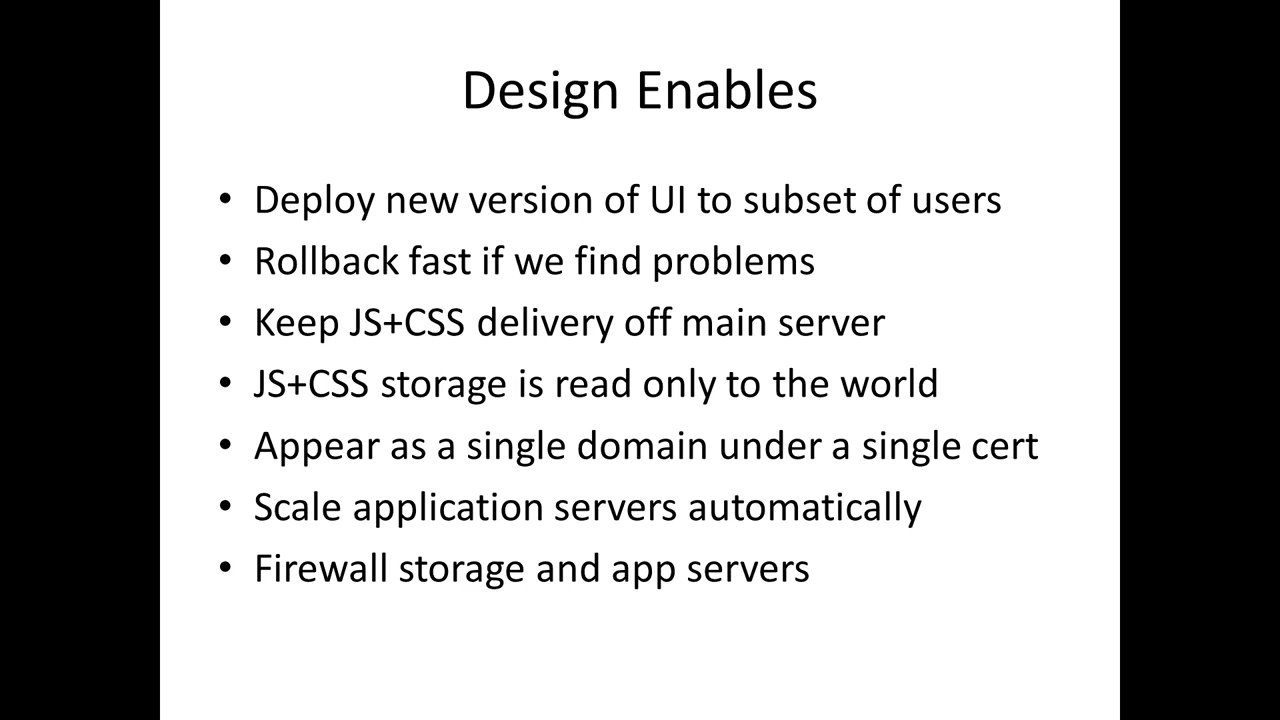 Design Enables
• Deploy new version of UI to subset of users
• Rollback fast if we find problems
• Keep JS+CSS delivery off main server
• JS+CSS storage is read only to the world
• Appear as a single domain under a single cert
• Scale application servers automatically
• Firewall storage and app servers